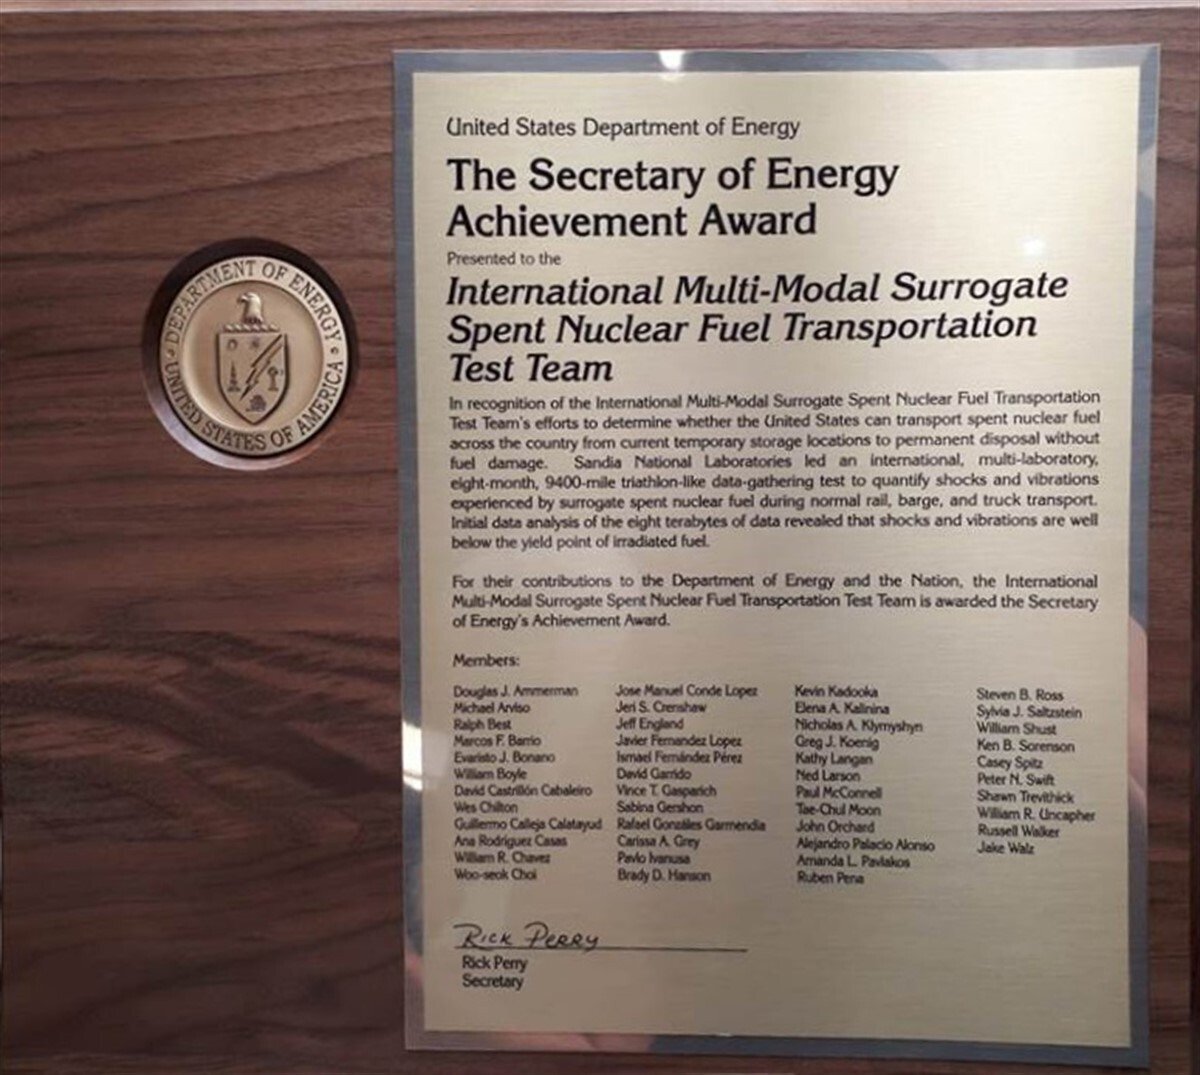 DEPARTMENT OF ENERGY
UNITED STATES OF AMERICA
United States Department of Energy
The Secretary of Energy
Achievement Award
Presented to the
International Multi-Modal Surrogate
Spent Nuclear Fuel Transportation
Test Team
In recognition of the International Multi-Modal Surrogate Spent Nuclear Fuel Transportation
Test Team's efforts to determine whether the United States can transport spent nuclear fuel
across the country from current temporary storage locations to permanent disposal without
fuel damage. Sandia National Laboratories led an international, multi-laboratory,
eight-month, 9400-mile triathlon-like data-gathering test to quantify shocks and vibrations
experienced by surrogate spent nuclear fuel during normal rail, barge, and truck transport.
Initial data analysis of the eight terabytes of data revealed that shocks and vibrations are well
below the yield point of irradiated fuel.
For their contributions to the Department of Energy and the Nation, the International
Multi-Modal Surrogate Spent Nuclear Fuel Transportation Test Team is awarded the Secretary
of Energy's Achievement Award.
Members:
Douglas J. Ammerman
Michael Arviso
Ralph Best
Marcos F. Barrio
Evaristo J. Bonano
William Boyle
David Castrillón Cabaleiro
Wes Chilton
Guillermo Calleja Calatayud
Ana Rodriguez Casas
William R. Chavez
Woo-seok Choi
Jose Manuel Conde Lopez
Jeri S. Crenshaw
Jeff England
Javier Fernandez Lopez
Ismael Fernández Pérez
David Garrido
Vince T. Gasparich
Sabina Gershon
Rafael Gonzáles Garmendia
Carissa A. Grey
Pavlo Ivanusa
Brady D. Hanson
Kevin Kadooka
Elena A. Kalinina
Nicholas A. Klymyshyn
Greg J. Koenig
Kathy Langan
Ned Larson
Paul McConnell
Tae-Chul Moon
John Orchard
Alejandro Palacio Alonso
Amanda L. Pavlakos
Ruben Pena
Steven B. Ross
Sylvia J. Saltzstein
William Shust
Ken B. Sorenson
Casey Spitz
Peter N. Swift
Shawn Trevithick
William R. Uncapher
Russell Walker
Jake Walz
Rick Perry
Rick Perry
Secretary